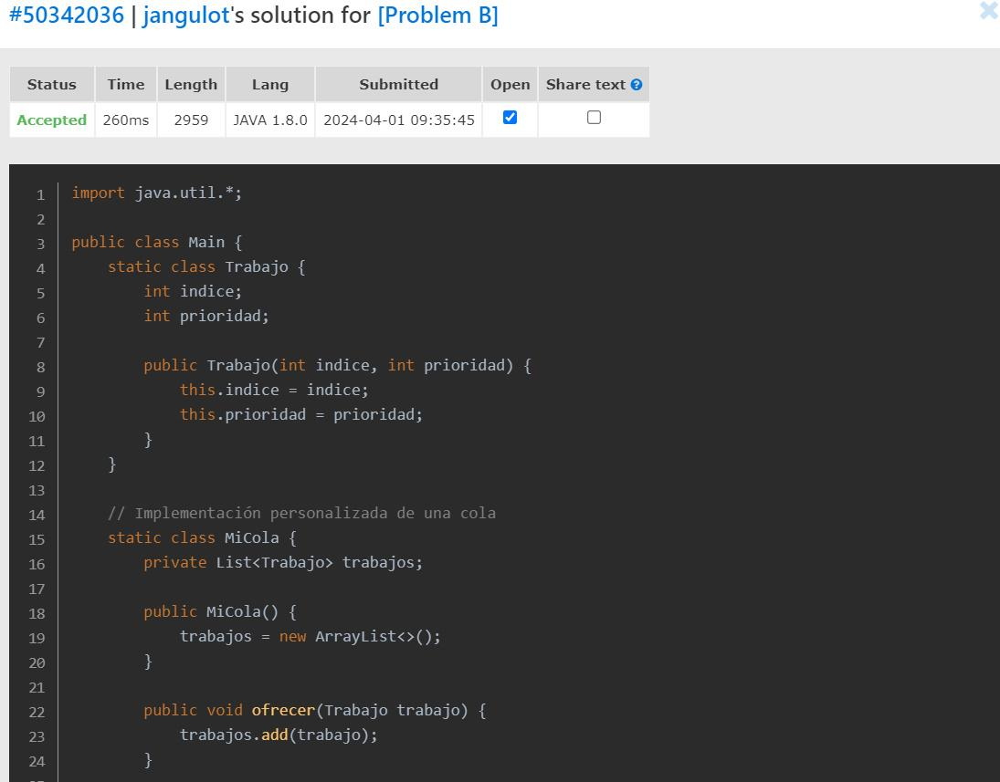 #50342036 | jangulot's solution for [Problem B]
×
Status Time Length Lang Submitted Open Share text ?
Accepted 260ms 2959 JAVA 1.8.0 2024-04-01 09:35:45
1 import java.util.*;
2
3 public class Main {
4     static class Trabajo {
5         int indice;
6         int prioridad;
7
8         public Trabajo(int indice, int prioridad) {
9             this.indice = indice;
10             this.prioridad = prioridad;
11         }
12     }
13
14     // Implementación personalizada de una cola
15     static class MiCola {
16         private List<Trabajo> trabajos;
17
18         public MiCola() {
19             trabajos = new ArrayList<>();
20         }
21
22         public void ofrecer(Trabajo trabajo) {
23             trabajos.add(trabajo);
24         }